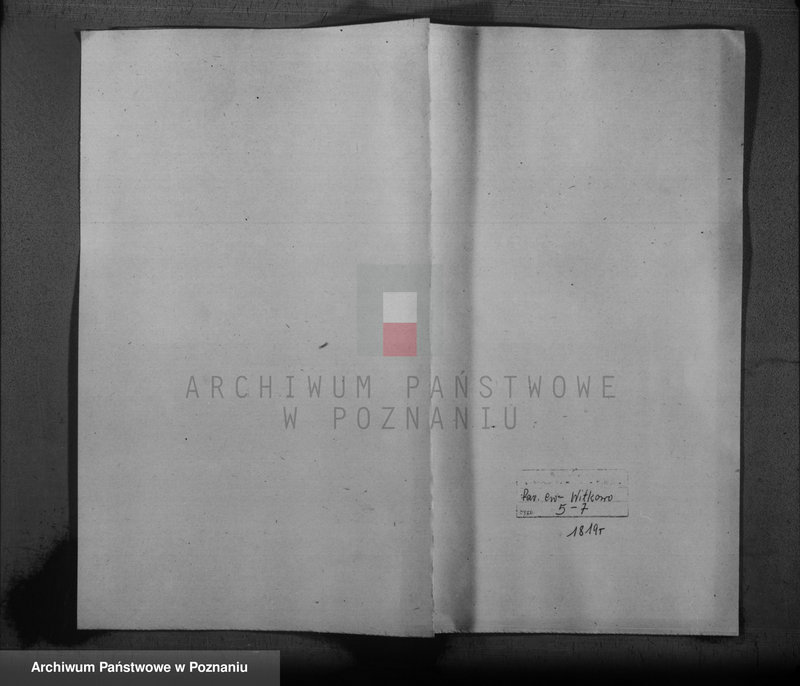 ARCHIWUM PAŃSTWOWE
W POZNANIU
Par. ew. Witkowo
5-7
1819r
Archiwum Państwowe w Poznaniu